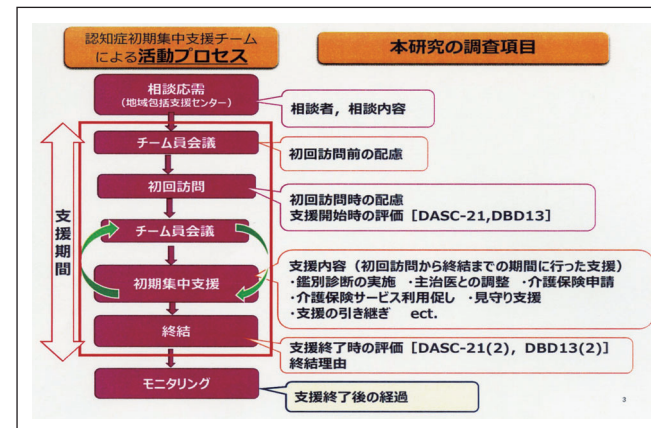 認知症初期集中支援チーム
による活動プロセス
本研究の調査項目
相談応需
（地域包括支援センター）
相談者，相談内容
チーム員会議
初回訪問前の配慮
初回訪問
初回訪問時の配慮
支援開始時の評価［DASC-21,DBD13］
支援期間
チーム員会議
初期集中支援
支援内容（初回訪問から終結までの期間に行った支援）
・鑑別診断の実施　・主治医との調整　・介護保険申請
・介護保険サービス利用促し　・見守り支援
・支援の引き継ぎ　ect.
終結
支援終了時の評価［DASC-21(2)，DBD13(2)］
終結理由
モニタリング
支援終了後の経過
3